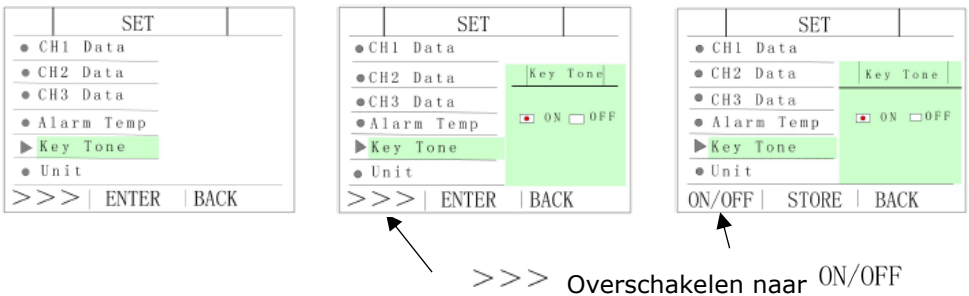 SET
CH1 Data
CH2 Data
CH3 Data
Alarm Temp
Key Tone
Unit
>>> ENTER BACK
SET
CH1 Data
CH2 Data
CH3 Data
Alarm Temp
Key Tone
Unit
Key Tone
ON OFF
>>> ENTER BACK
SET
CH1 Data
CH2 Data
CH3 Data
Alarm Temp
Key Tone
Unit
Key Tone
ON OFF
ON/OFF STORE BACK
>>> Overschakelen naar ON/OFF